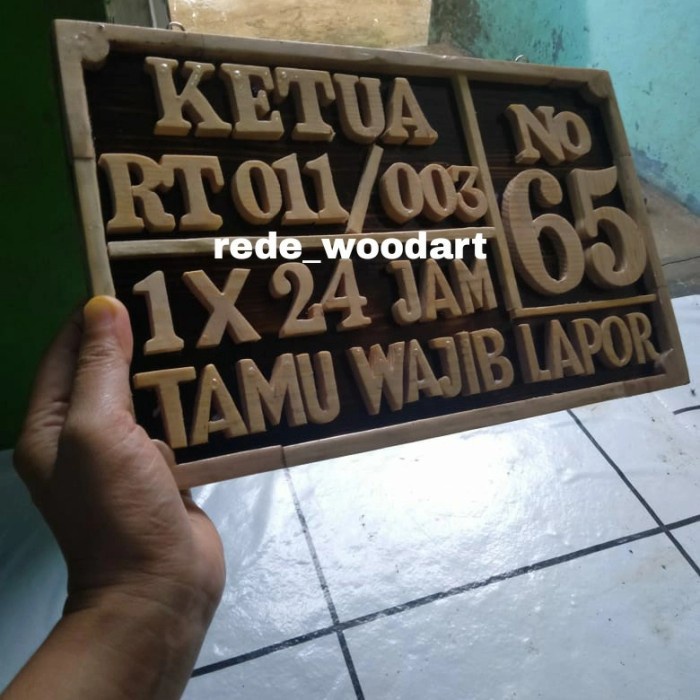 KETUA
RT 011/003
No
65
rede_woodart
1 X 24 JAM
TAMU WAJIB LAPOR